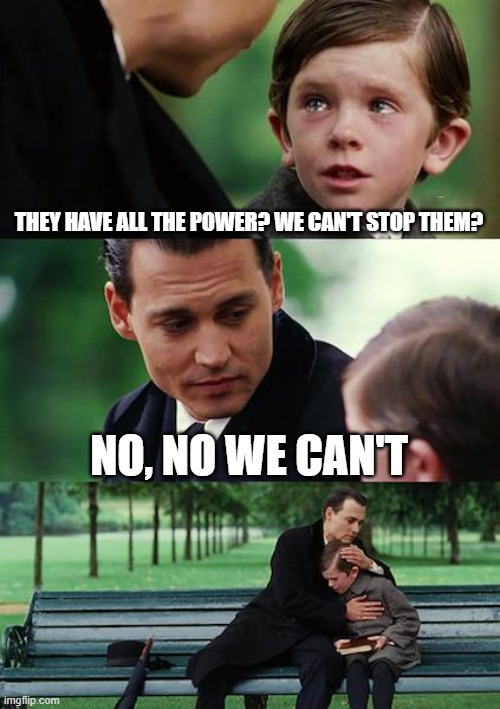 THEY HAVE ALL THE POWER? WE CAN'T STOP THEM?
NO, NO WE CAN'T
imgflip.com